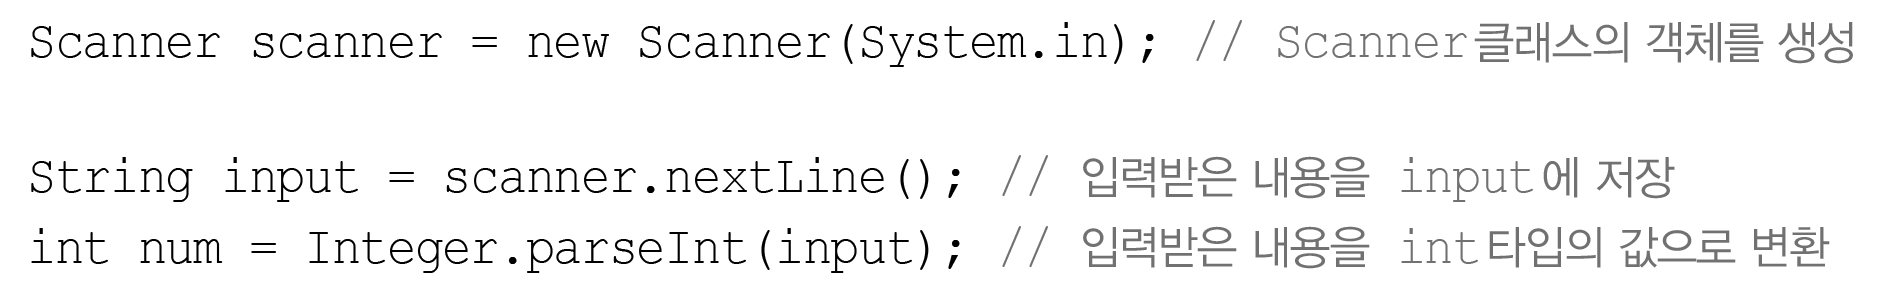 Scanner scanner = new Scanner(System.in); // Scanner클래스의 객체를 생성
String input = scanner.nextLine(); // 입력받은 내용을 input에 저장
int num = Integer.parseInt(input); // 입력받은 내용을 int타입의 값으로 변환